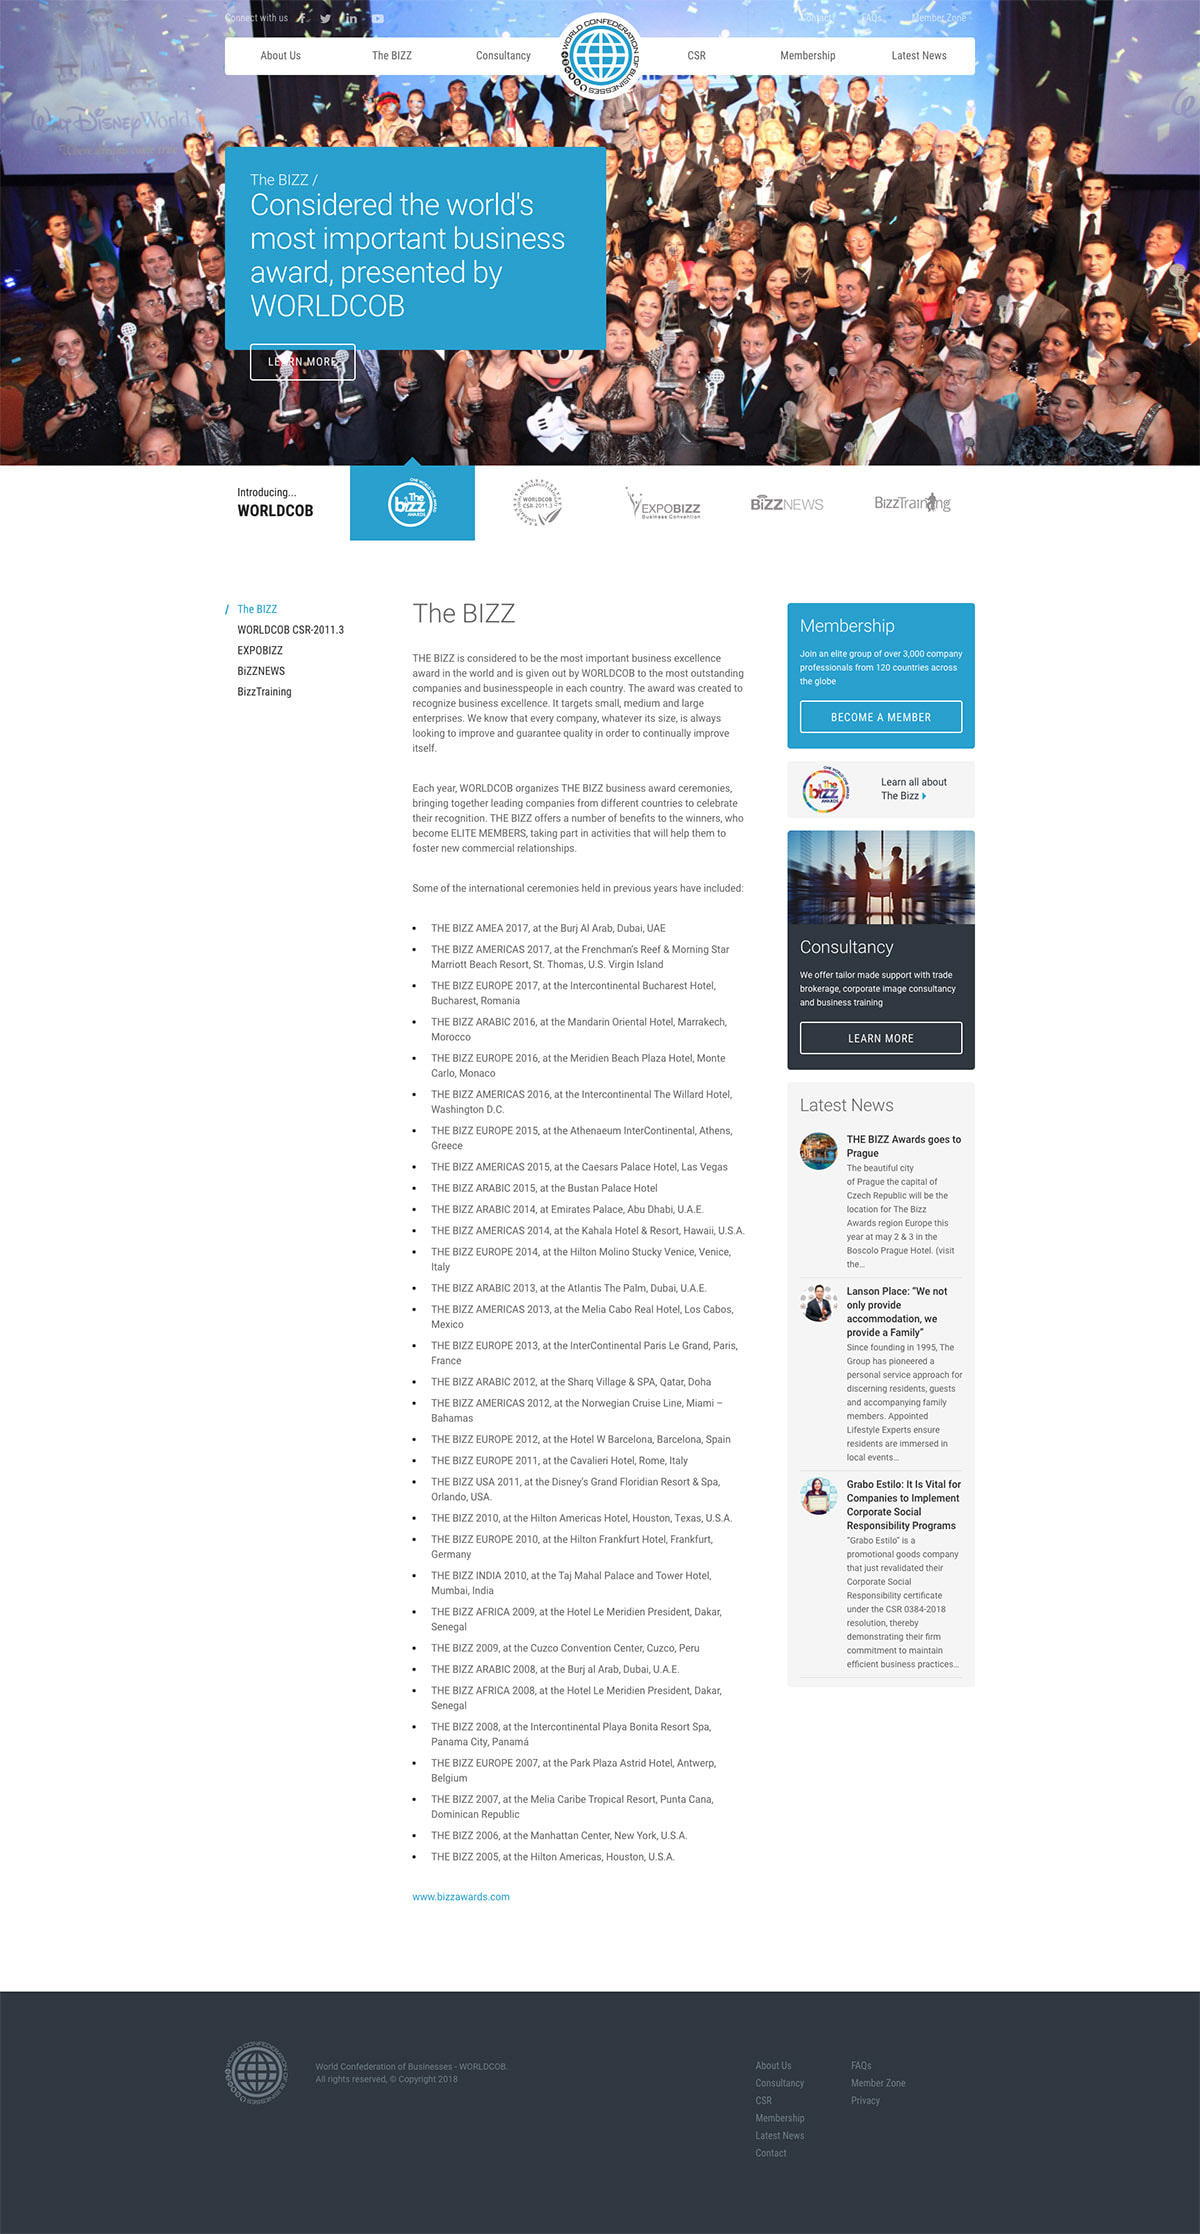 Connect with us
Contact
FAQs
Member Zone
About Us
The BIZZ
Consultancy
WORLD CONFEDERATION OF BUSINESSES
CSR
Membership
Latest News
Walt Disney World
Where dreams come true
The BIZZ /
Considered the world's
most important business
award, presented by
WORLDCOB
LEARN MORE
Introducing...
WORLDCOB
ONE WORLD ONE AWARD
The
bizz
AWARDS
WORLDCOB
CSR-2011.3
EXPOBIZZ
Business Convention
BiZZNEWS
BizzTraining
/ The BIZZ
WORLDCOB CSR-2011.3
EXPOBIZZ
BiZZNEWS
BizzTraining
The BIZZ
THE BIZZ is considered to be the most important business excellence
award in the world and is given out by WORLDCOB to the most outstanding
companies and businesspeople in each country. The award was created to
recognize business excellence. It targets small, medium and large
enterprises. We know that every company, whatever its size, is always
looking to improve and guarantee quality in order to continually improve
itself.
Each year, WORLDCOB organizes THE BIZZ business award ceremonies,
bringing together leading companies from different countries to celebrate
their recognition. THE BIZZ offers a number of benefits to the winners, who
become ELITE MEMBERS, taking part in activities that will help them to
foster new commercial relationships.
Some of the international ceremonies held in previous years have included:
• THE BIZZ AMEA 2017, at the Burj Al Arab, Dubai, UAE
• THE BIZZ AMERICAS 2017, at the Frenchman's Reef & Morning Star
Marriott Beach Resort, St. Thomas, U.S. Virgin Island
• THE BIZZ EUROPE 2017, at the Intercontinental Bucharest Hotel,
Bucharest, Romania
• THE BIZZ ARABIC 2016, at the Mandarin Oriental Hotel, Marrakech,
Morocco
• THE BIZZ EUROPE 2016, at the Meridien Beach Plaza Hotel, Monte
Carlo, Monaco
• THE BIZZ AMERICAS 2016, at the Intercontinental The Willard Hotel,
Washington D.C.
• THE BIZZ EUROPE 2015, at the Athenaeum InterContinental, Athens,
Greece
• THE BIZZ AMERICAS 2015, at the Caesars Palace Hotel, Las Vegas
• THE BIZZ ARABIC 2015, at the Bustan Palace Hotel
• THE BIZZ ARABIC 2014, at Emirates Palace, Abu Dhabi, U.A.E.
• THE BIZZ AMERICAS 2014, at the Kahala Hotel & Resort, Hawaii, U.S.A.
• THE BIZZ EUROPE 2014, at the Hilton Molino Stucky Venice, Venice,
Italy
• THE BIZZ ARABIC 2013, at the Atlantis The Palm, Dubai, U.A.E.
• THE BIZZ AMERICAS 2013, at the Melia Cabo Real Hotel, Los Cabos,
Mexico
• THE BIZZ EUROPE 2013, at the InterContinental Paris Le Grand, Paris,
France
• THE BIZZ ARABIC 2012, at the Sharq Village & SPA, Qatar, Doha
• THE BIZZ AMERICAS 2012, at the Norwegian Cruise Line, Miami –
Bahamas
• THE BIZZ EUROPE 2012, at the Hotel W Barcelona, Barcelona, Spain
• THE BIZZ EUROPE 2011, at the Cavalieri Hotel, Rome, Italy
• THE BIZZ USA 2011, at the Disney's Grand Floridian Resort & Spa,
Orlando, USA.
• THE BIZZ 2010, at the Hilton Americas Hotel, Houston, Texas, U.S.A.
• THE BIZZ EUROPE 2010, at the Hilton Frankfurt Hotel, Frankfurt,
Germany
• THE BIZZ INDIA 2010, at the Taj Mahal Palace and Tower Hotel,
Mumbai, India
• THE BIZZ AFRICA 2009, at the Hotel Le Meridien President, Dakar,
Senegal
• THE BIZZ 2009, at the Cuzco Convention Center, Cuzco, Peru
• THE BIZZ ARABIC 2008, at the Burj al Arab, Dubai, U.A.E.
• THE BIZZ AFRICA 2008, at the Hotel Le Meridien President, Dakar,
Senegal
• THE BIZZ 2008, at the Intercontinental Playa Bonita Resort Spa,
Panama City, Panamá
• THE BIZZ EUROPE 2007, at the Park Plaza Astrid Hotel, Antwerp,
Belgium
• THE BIZZ 2007, at the Melia Caribe Tropical Resort, Punta Cana,
Dominican Republic
• THE BIZZ 2006, at the Manhattan Center, New York, U.S.A.
• THE BIZZ 2005, at the Hilton Americas, Houston, U.S.A.
www.bizzawards.com
Membership
Join an elite group of over 3,000 company
professionals from 120 countries across
the globe
BECOME A MEMBER
ONE WORLD ONE AWARD
The
bizz
AWARDS
Learn all about
The Bizz
Consultancy
We offer tailor made support with trade
brokerage, corporate image consultancy
and business training
LEARN MORE
Latest News
THE BIZZ Awards goes to
Prague
The beautiful city
of Prague the capital of
Czech Republic will be the
location for The Bizz
Awards region Europe this
year at may 2 & 3 in the
Boscolo Prague Hotel. (visit
the...
Lanson Place: “We not
only provide
accommodation, we
provide a Family”
Since founding in 1995, The
Group has pioneered a
personal service approach for
discerning residents, guests
and accompanying family
members. Appointed
Lifestyle Experts ensure
residents are immersed in
local events...
Grabo Estilo: It Is Vital for
Companies to Implement
Corporate Social
Responsibility Programs
“Grabo Estilo” is a
promotional goods company
that just revalidated their
Corporate Social
Responsibility certificate
under the CSR 0384-2018
resolution, thereby
demonstrating their firm
commitment to maintain
efficient business practices...
WORLD CONFEDERATION OF BUSINESSES
World Confederation of Businesses - WORLDCOB.
All rights reserved, © Copyright 2018
About Us
Consultancy
CSR
Membership
Latest News
Contact
FAQs
Member Zone
Privacy